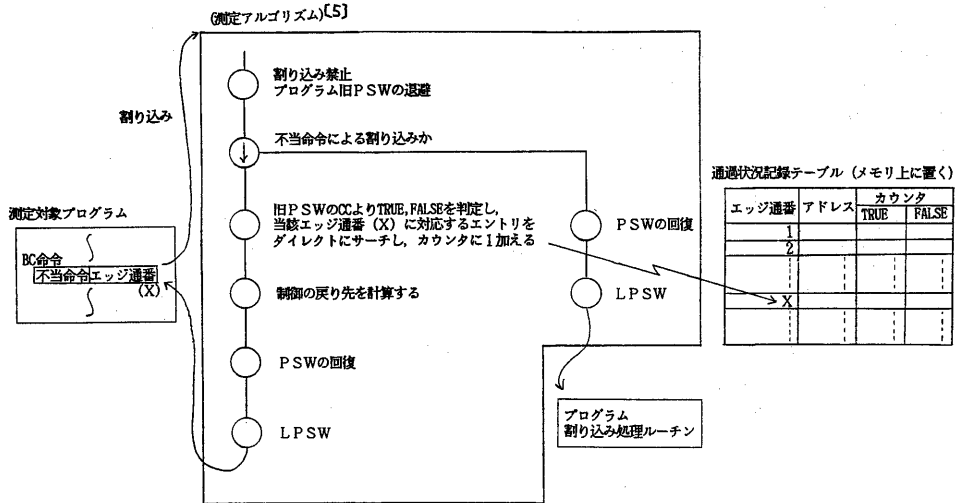 (測定アルゴリズム)[5]
割り込み禁止
プログラム旧PSWの退避
割り込み
不当命令による割り込みか
通過状況記録テーブル (メモリ上に置く)
エッジ通番 アドレス カウンタ
TRUE FALSE
1
2
X
測定対象プログラム
BC命令
不当命令エッジ通番
(X)
旧PSWのCCよりTRUE,FALSEを判定し,
当該エッジ通番 (X) に対応するエントリを
ダイレクトにサーチし, カウンタに1加える
PSWの回復
制御の戻り先を計算する
LPSW
PSWの回復
LPSW
プログラム
割り込み処理ルーチン